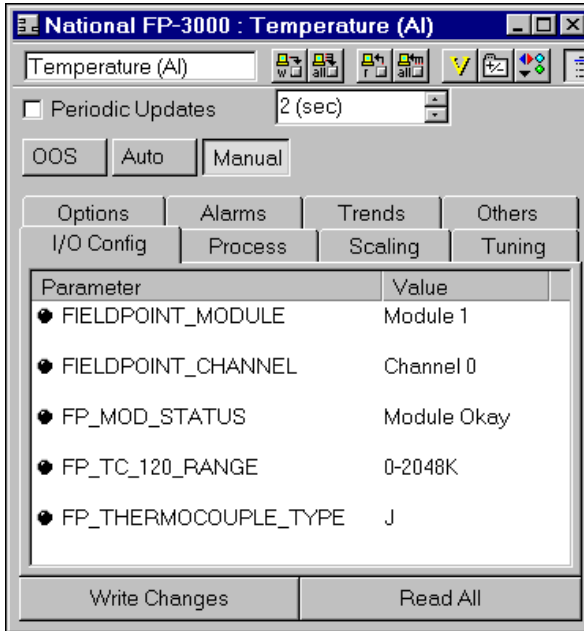 National FP-3000 : Temperature (AI)
Temperature (AI) w all r all
Periodic Updates 2 (sec)
OOS Auto Manual
Options Alarms Trends Others
I/O Config Process Scaling Tuning
Parameter Value
FIELDPOINT_MODULE Module 1
FIELDPOINT_CHANNEL Channel 0
FP_MOD_STATUS Module Okay
FP_TC_120_RANGE 0-2048K
FP_THERMOCOUPLE_TYPE J
Write Changes Read All